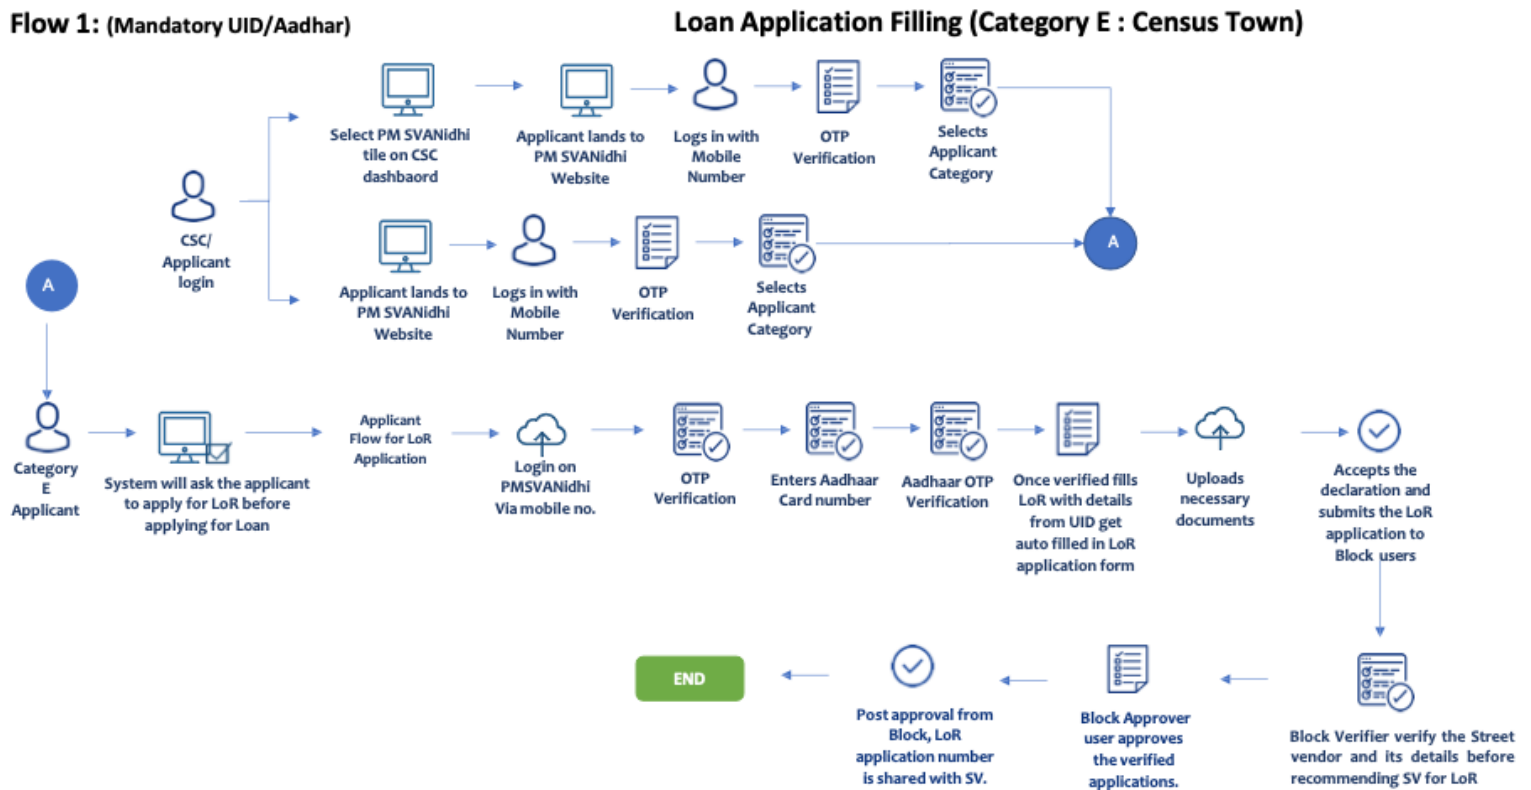 Flow 1: (Mandatory UID/Aadhar)
Loan Application Filling (Category E : Census Town)
CSC/
Applicant
login
Select PM SVANidhi
tile on CSC
dashbaord
Applicant lands to
PM SVANidhi
Website
Logs in with
Mobile
Number
OTP
Verification
Selects
Applicant
Category
Applicant lands to
PM SVANidhi
Website
Logs in with
Mobile
Number
OTP
Verification
Selects
Applicant
Category
A
A
Category
E
Applicant
System will ask the applicant
to apply for LoR before
applying for Loan
Applicant
Flow for LoR
Application
Login on
PMSVANidhi
Via mobile no.
OTP
Verification
Enters Aadhaar
Card number
Aadhaar OTP
Verification
Once verified fills
LoR with details
from UID get
auto filled in LoR
application form
Uploads
necessary
documents
Accepts the
declaration and
submits the LoR
application to
Block users
Block Verifier verify the Street
vendor and its details before
recommending SV for LoR
Block Approver
user approves
the verified
applications.
Post approval from
Block, LoR
application number
is shared with SV.
END